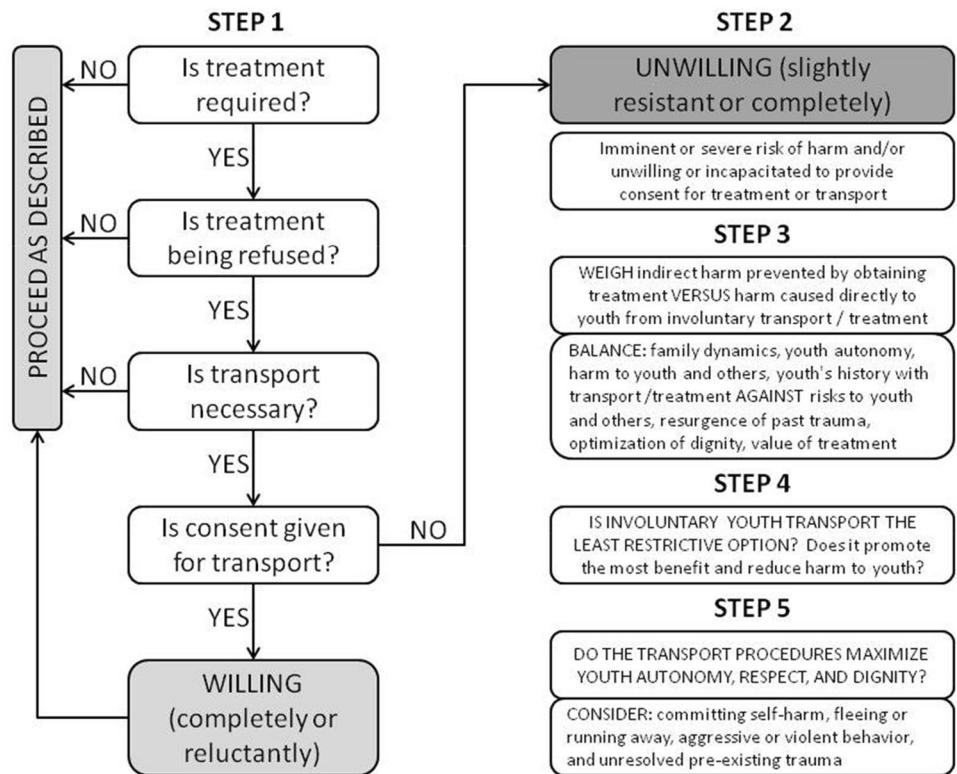 STEP 1
PROCEED AS DESCRIBED
NO
Is treatment
required?
YES
NO
Is treatment
being refused?
YES
NO
Is transport
necessary?
YES
Is consent given
for transport?
NO
YES
WILLING
(completely or
reluctantly)
STEP 2
UNWILLING (slightly
resistant or completely)
Imminent or severe risk of harm and/or
unwilling or incapacitated to provide
consent for treatment or transport
STEP 3
WEIGH indirect harm prevented by obtaining
treatment VERSUS harm caused directly to
youth from involuntary transport / treatment
BALANCE: family dynamics, youth autonomy,
harm to youth and others, youth's history with
transport /treatment AGAINST risks to youth
and others, resurgence of past trauma,
optimization of dignity, value of treatment
STEP 4
IS INVOLUNTARY YOUTH TRANSPORT THE
LEAST RESTRICTIVE OPTION? Does it promote
the most benefit and reduce harm to youth?
STEP 5
DO THE TRANSPORT PROCEDURES MAXIMIZE
YOUTH AUTONOMY, RESPECT, AND DIGNITY?
CONSIDER: committing self-harm, fleeing or
running away, aggressive or violent behavior,
and unresolved pre-existing trauma